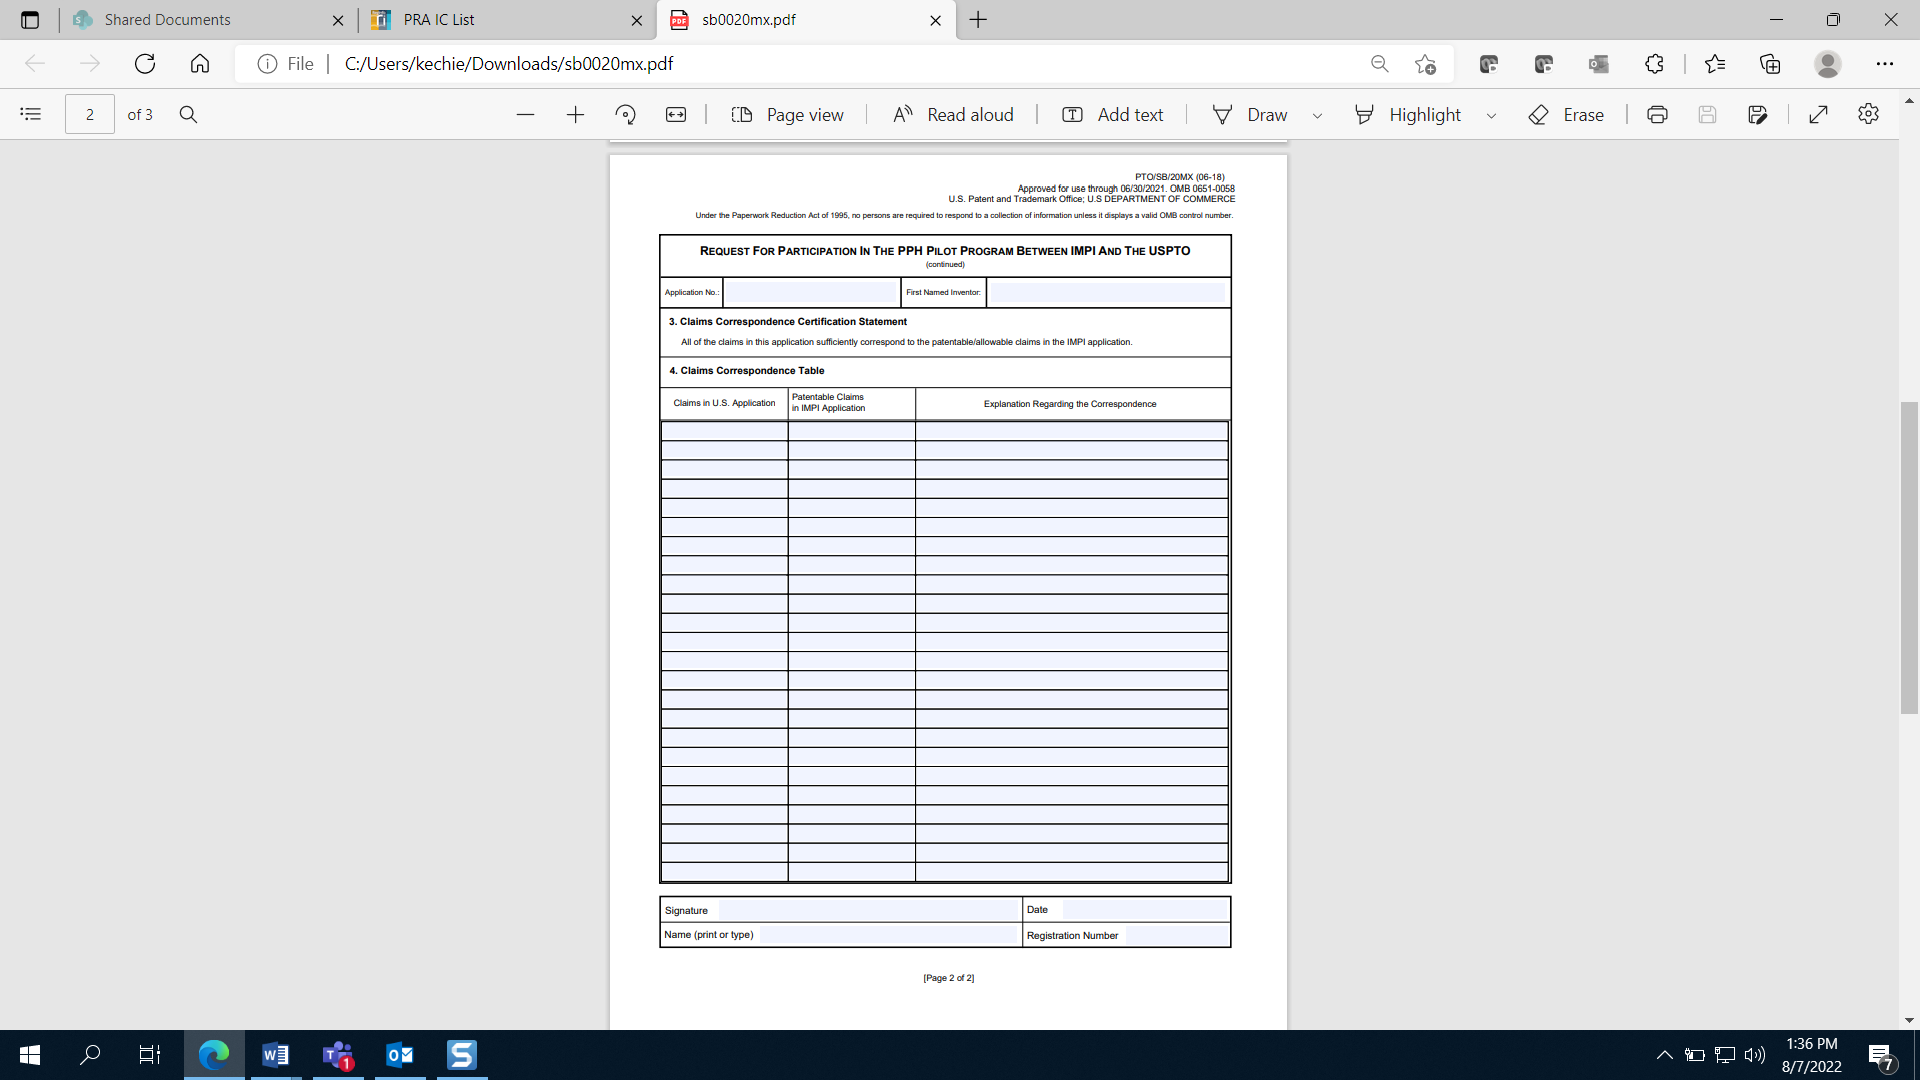 Shared Documents
PRA IC List
sb0020mx.pdf
File
C:/Users/kechie/Downloads/sb0020mx.pdf
2 of 3
Page view
Read aloud
Add text
Draw
Highlight
Erase
PTO/SB/20MX (06-18)
Approved for use through 06/30/2021. OMB 0651-0058
U.S. Patent and Trademark Office; U.S DEPARTMENT OF COMMERCE
Under the Paperwork Reduction Act of 1995, no persons are required to respond to a collection of information unless it displays a valid OMB control number.
REQUEST FOR PARTICIPATION IN THE PPH PILOT PROGRAM BETWEEN IMPI AND THE USPTO
(continued)
Application No.:
First Named Inventor:
3. Claims Correspondence Certification Statement
All of the claims in this application sufficiently correspond to the patentable/allowable claims in the IMPI application.
4. Claims Correspondence Table
Claims in U.S. Application
Patentable Claims
in IMPI Application
Explanation Regarding the Correspondence
Signature
Date
Name (print or type)
Registration Number
[Page 2 of 2]
1:36 PM
8/7/2022
7
1